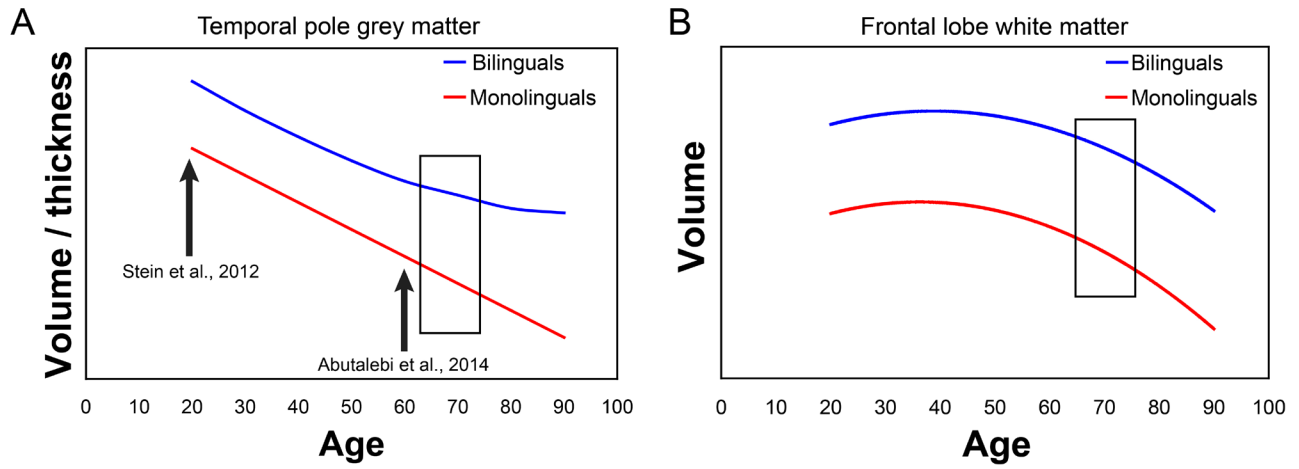 A
Temporal pole grey matter
Bilinguals
Monolinguals
Volume / thickness
Stein et al., 2012
Abutalebi et al., 2014
0 10 20 30 40 50 60 70 80 90 100
Age
B
Frontal lobe white matter
Bilinguals
Monolinguals
Volume
0 10 20 30 40 50 60 70 80 90 100
Age